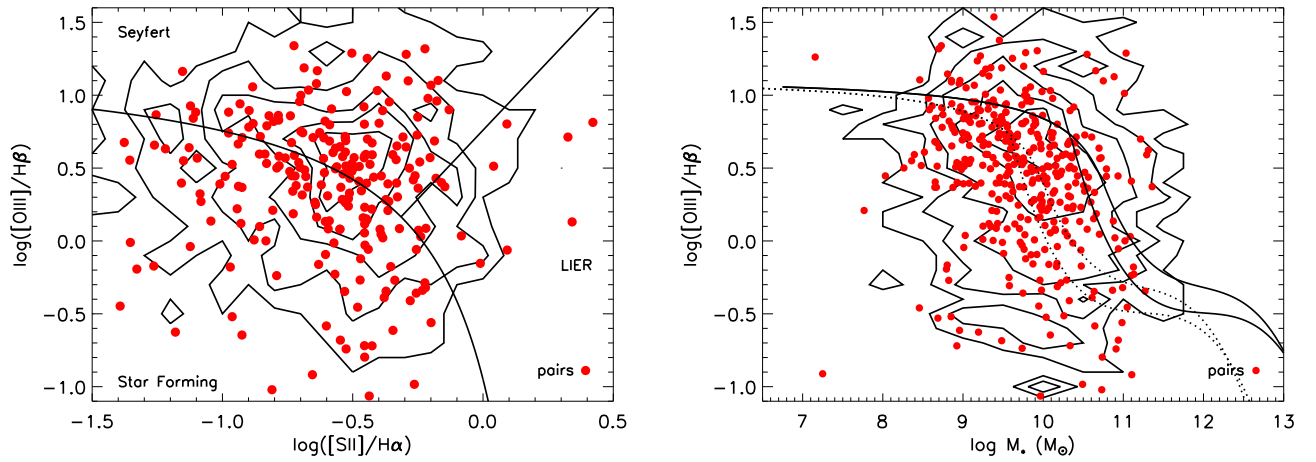 1.5
1.0
0.5
0.0
−0.5
−1.0
log([OIII]/Hβ)
Seyfert
LIER
Star Forming
pairs
−1.5 −1.0 −0.5 0.0 0.5
log([SII]/Hα)
1.5
1.0
0.5
0.0
−0.5
−1.0
log([OIII]/Hβ)
pairs
7 8 9 10 11 12 13
log M⋆ (M⊙)